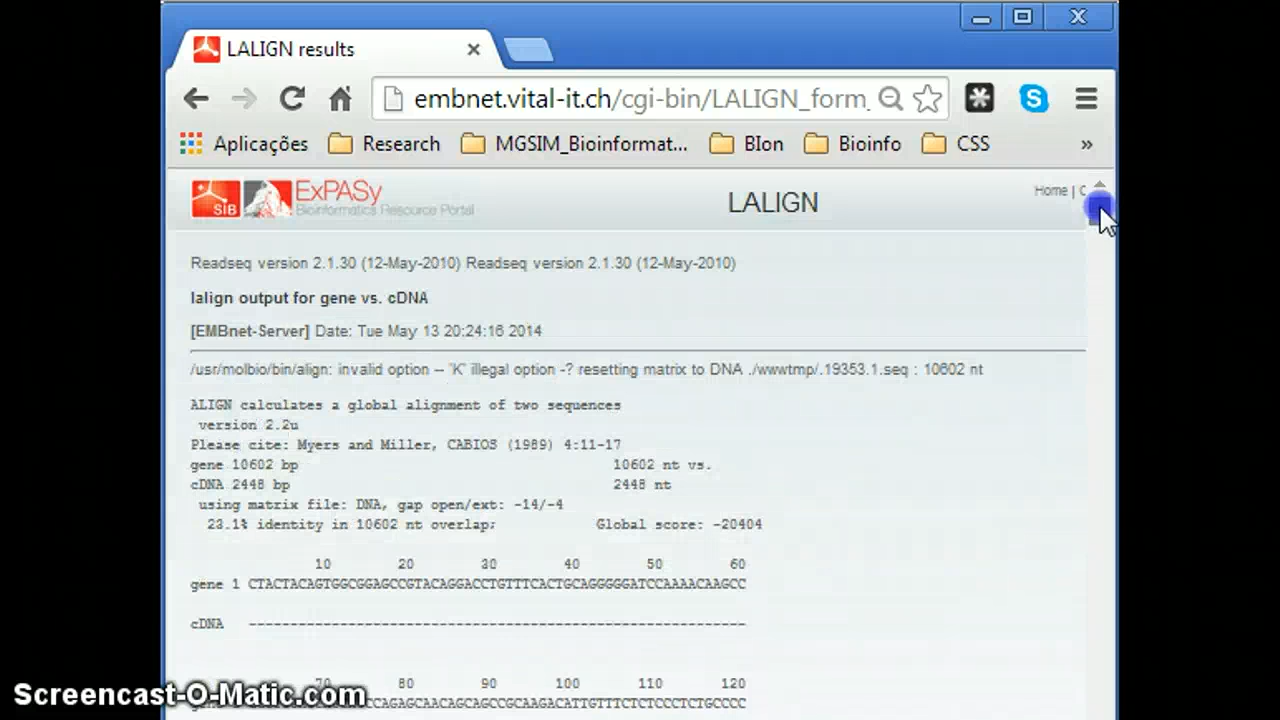 LALIGN results
embnet.vital-it.ch/cgi-bin/LALIGN_form_
Aplicações Research MGSIM_Bioinformat... BIon Bioinfo CSS »
SIB ExPASy
Bioinformatics Resource Portal
LALIGN
Home | C
Readseq version 2.1.30 (12-May-2010) Readseq version 2.1.30 (12-May-2010)
lalign output for gene vs. cDNA
[EMBnet-Server] Date: Tue May 13 20:24:16 2014
/usr/molbio/bin/align: invalid option -- 'K' illegal option -? resetting matrix to DNA ./wwwtmp/.19353.1.seq : 10602 nt
ALIGN calculates a global alignment of two sequences
version 2.2u
Please cite: Myers and Miller, CABIOS (1989) 4:11-17
gene 10602 bp 10602 nt vs.
cDNA 2448 bp 2448 nt
using matrix file: DNA, gap open/ext: -14/-4
23.1% identity in 10602 nt overlap; Global score: -20404
10 20 30 40 50 60
gene 1 CTACTACAGTGGCGGAGCCGTACAGGACCTGTTTCACTGCAGGGGGATCCAAAACAAGCC
cDNA ------------------------------------------------------------
80 90 100 110 120
Screencast-O-Matic.com